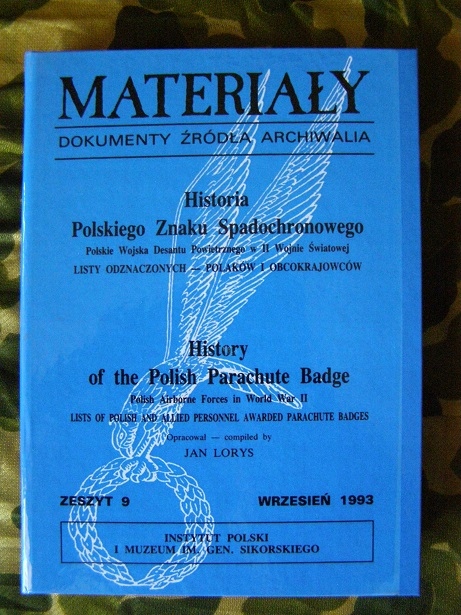 MATERIAŁY
DOKUMENTY ŹRÓDŁA ARCHIWALIA
Historia
Polskiego Znaku Spadochronowego
Polskie Wojska Desantu Powietrznego w II Wojnie Światowej
LISTY ODZNACZONYCH — POLAKÓW I OBCOKRAJOWCÓW
History
of the Polish Parachute Badge
Polish Airborne Forces in World War II
LISTS OF POLISH AND ALLIED PERSONNEL AWARDED PARACHUTE BADGES
Opracował — compiled by
JAN LORYS
ZESZYT 9
WRZESIEŃ 1993
INSTYTUT POLSKI
I MUZEUM IM. GEN. SIKORSKIEGO